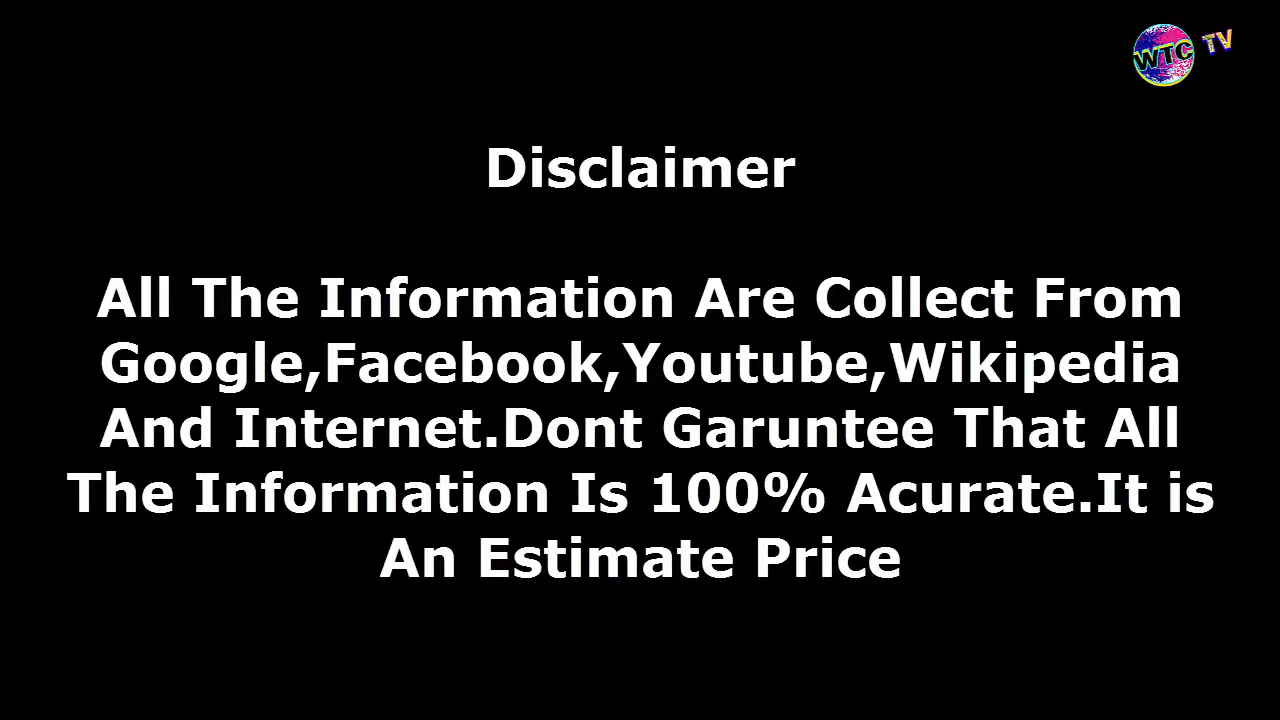 WTC TV
Disclaimer
All The Information Are Collect From
Google,Facebook,Youtube,Wikipedia
And Internet.Dont Garuntee That All
The Information Is 100% Acurate.It is
An Estimate Price